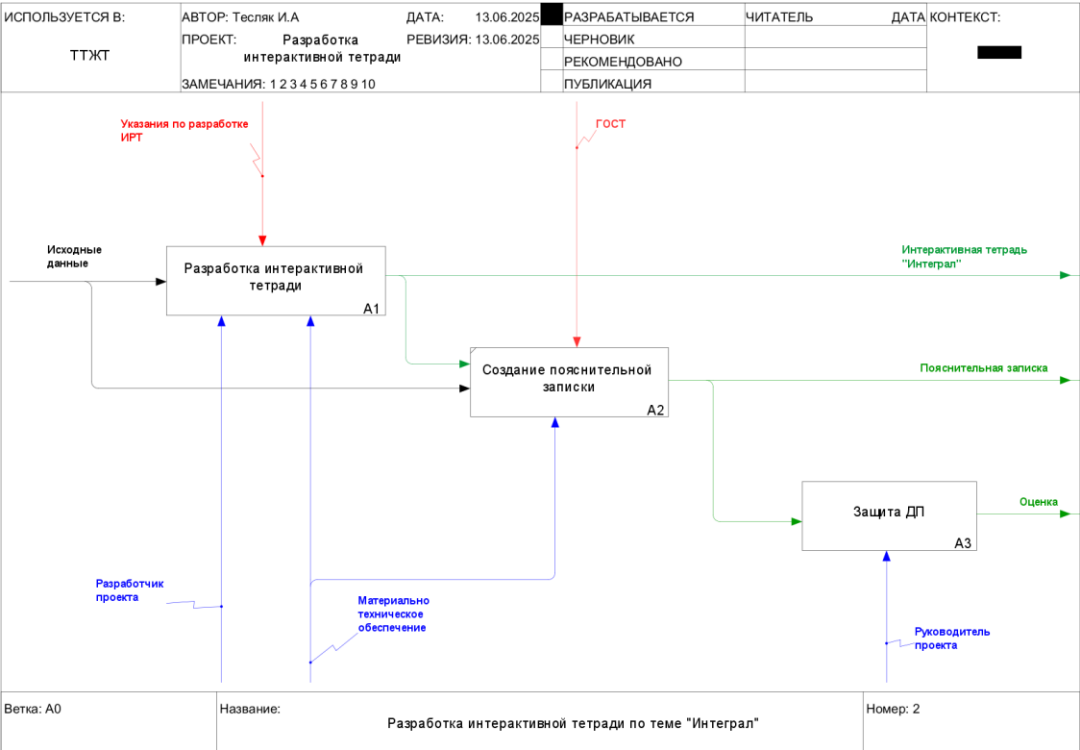 ИСПОЛЬЗУЕТСЯ В:
ТТЖТ
АВТОР: Тесляк И.А
ДАТА: 13.06.2025
ПРОЕКТ: Разработка
интерактивной тетради
РЕВИЗИЯ: 13.06.2025
ЗАМЕЧАНИЯ: 1 2 3 4 5 6 7 8 9 10
РАЗРАБАТЫВАЕТСЯ
ЧЕРНОВИК
РЕКОМЕНДОВАНО
ПУБЛИКАЦИЯ
ЧИТАТЕЛЬ
ДАТА
КОНТЕКСТ:
Указания по разработке
ИРТ
ГОСТ
Исходные
данные
Разработка интерактивной
тетради
A1
Интерактивная тетрадь
"Интеграл"
Создание пояснительной
записки
A2
Пояснительная записка
Защита ДП
A3
Оценка
Разработчик
проекта
Материально
техническое
обеспечение
Руководитель
проекта
Ветка: A0
Название:
Разработка интерактивной тетради по теме "Интеграл"
Номер: 2